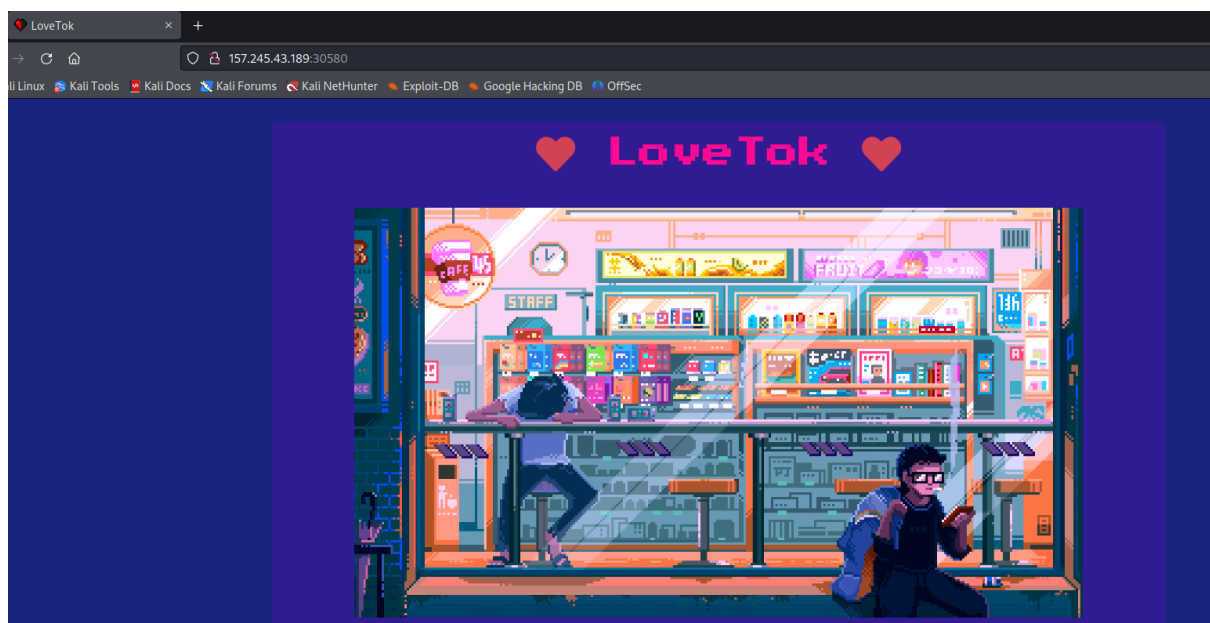 LoveTok × +
157.245.43.189:30580
li Linux Kali Tools Kali Docs Kali Forums Kali NetHunter Exploit-DB Google Hacking DB OffSec
LoveTok
CAFE
STAFF
FRUIT